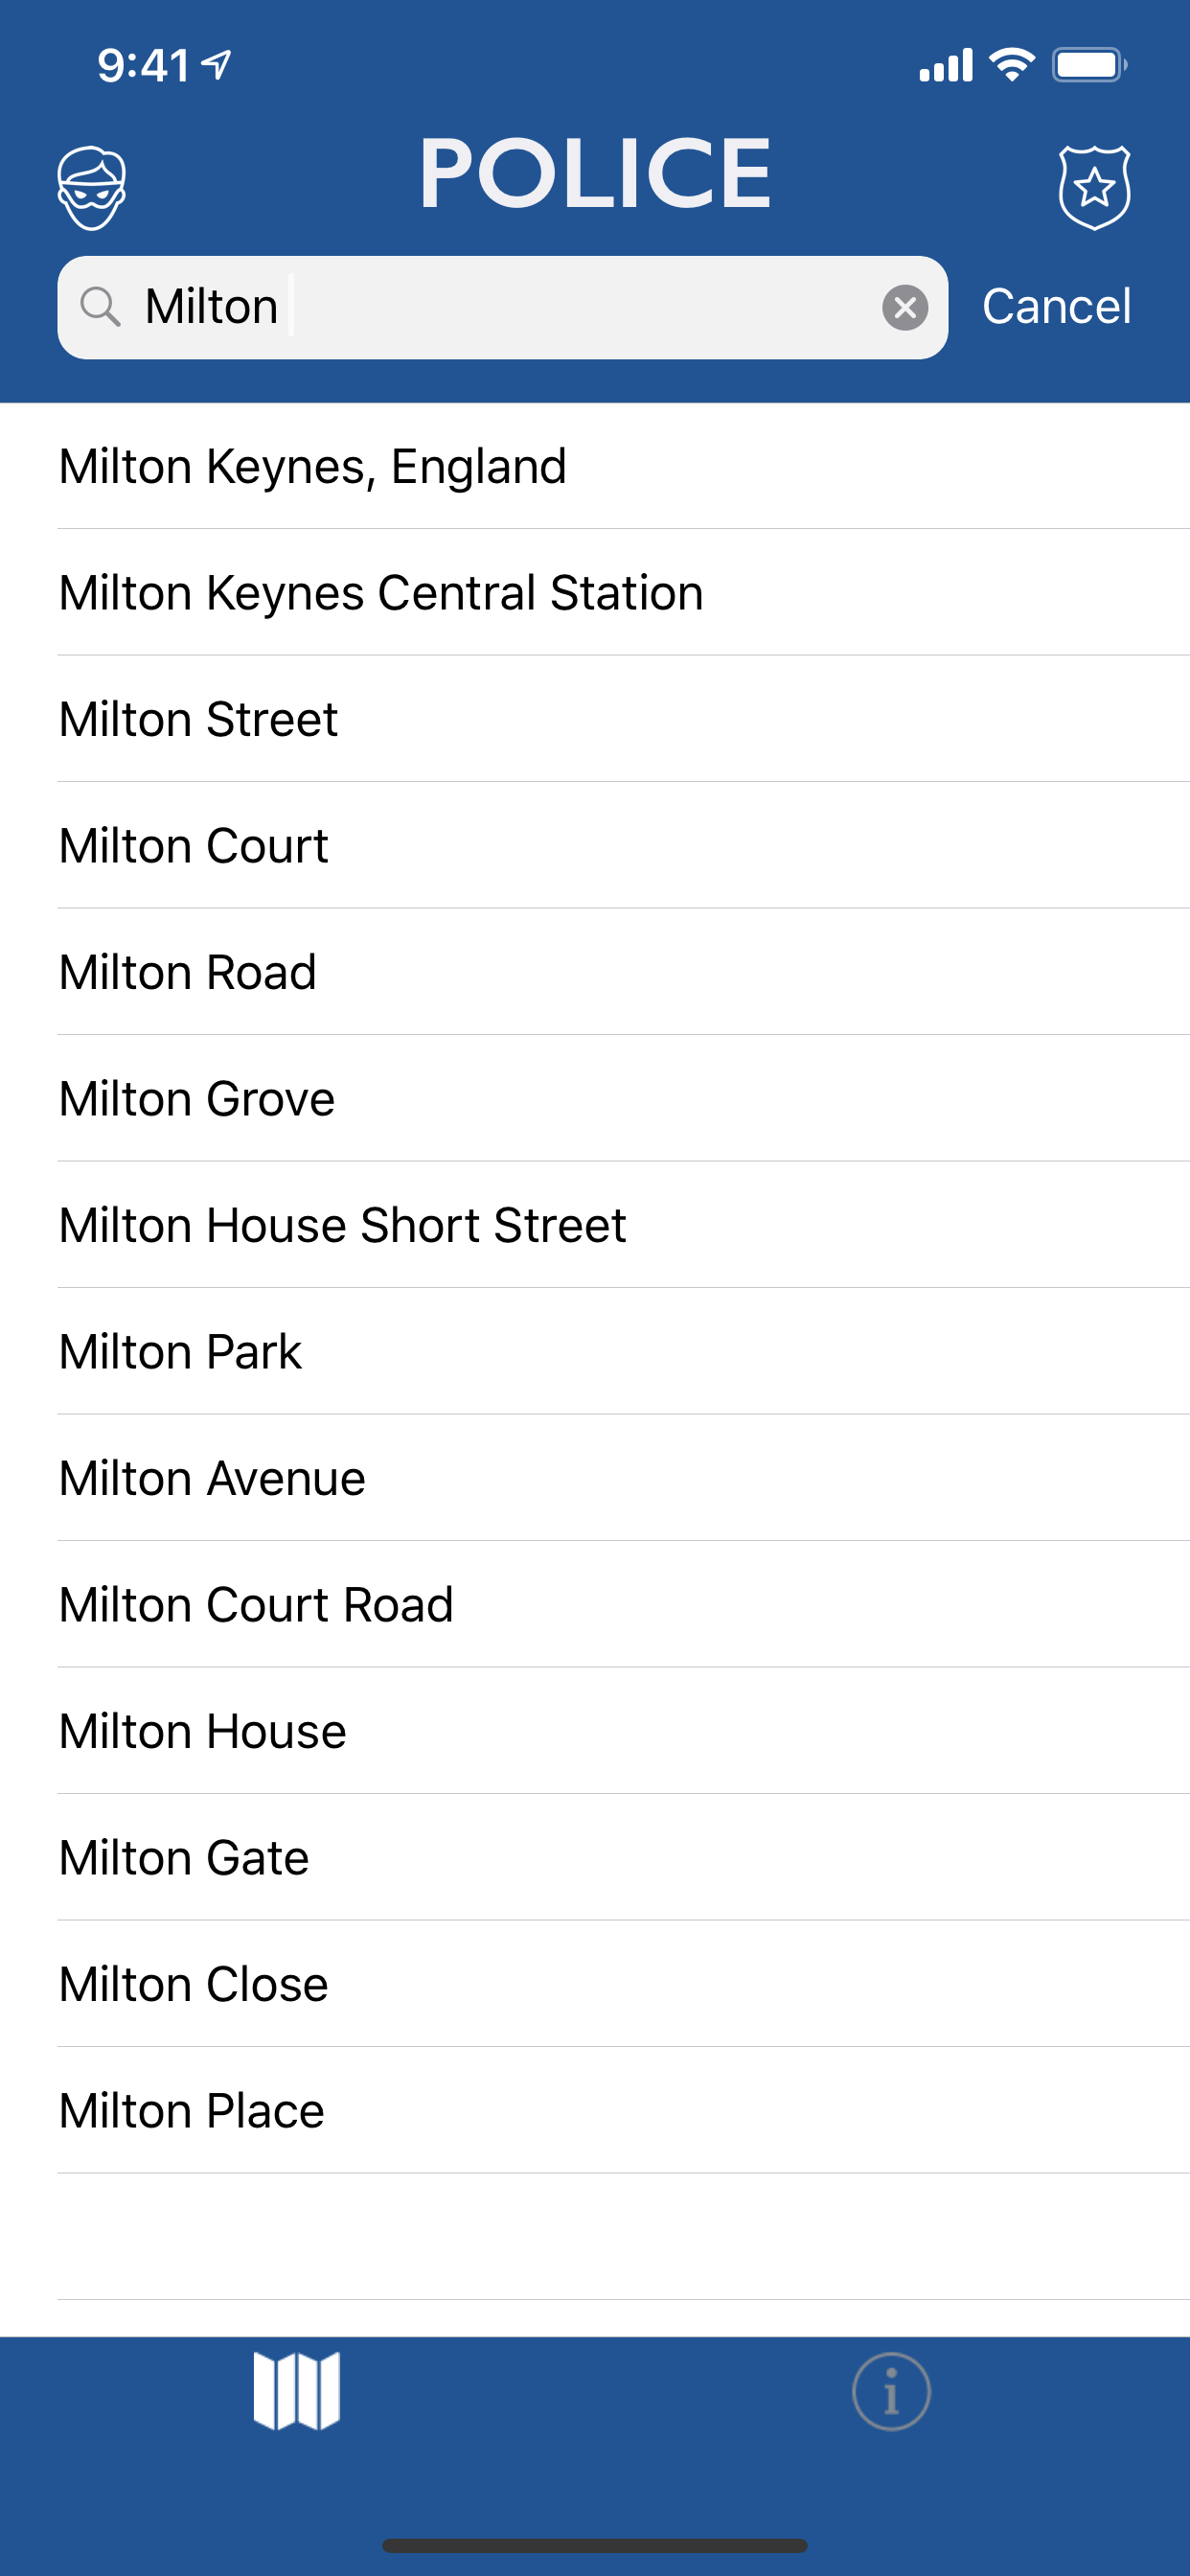 9:41
POLICE
Milton
Cancel
Milton Keynes, England
Milton Keynes Central Station
Milton Street
Milton Court
Milton Road
Milton Grove
Milton House Short Street
Milton Park
Milton Avenue
Milton Court Road
Milton House
Milton Gate
Milton Close
Milton Place